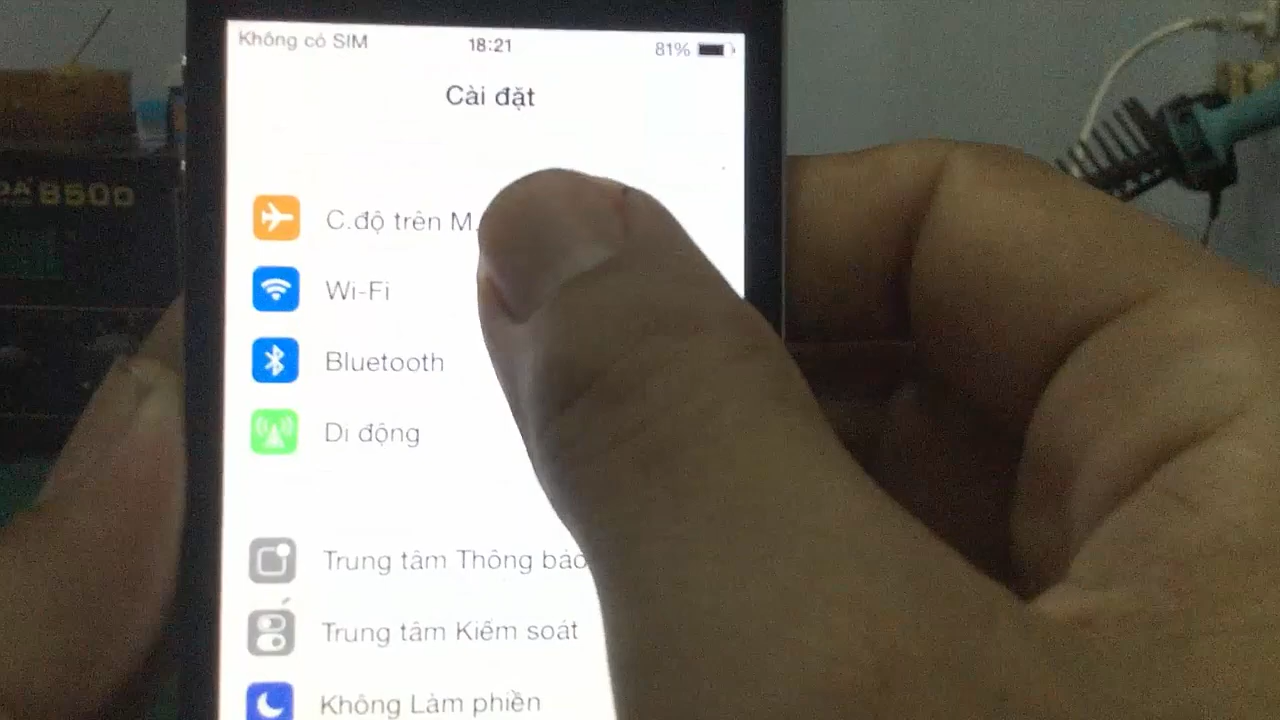 Không có SIM 18:21 81%
Cài đặt
C.độ trên M
Wi-Fi
Bluetooth
Di động
Trung tâm Thông báo
Trung tâm Kiểm soát
Không Làm phiền
850D